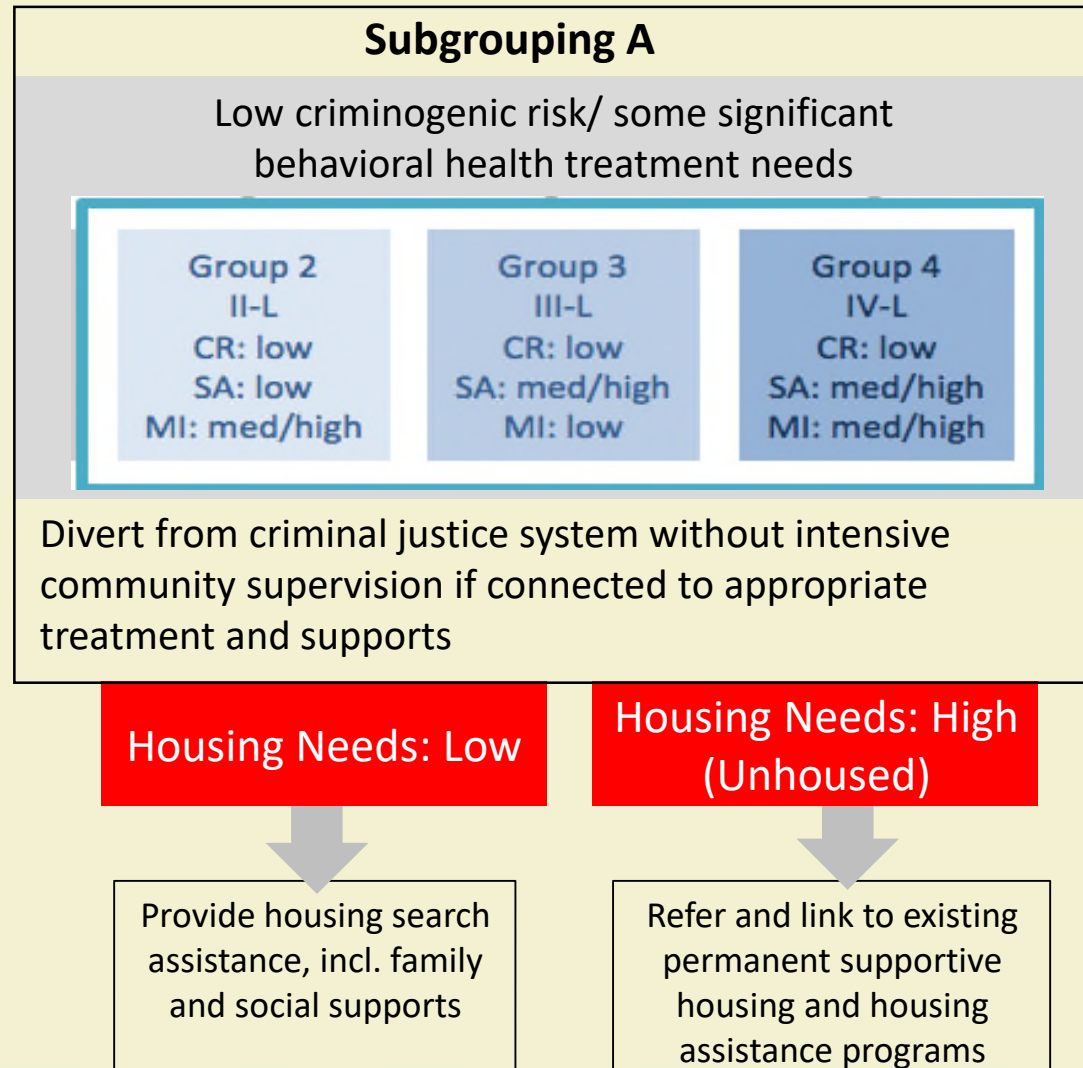 Subgrouping A
Low criminogenic risk/ some significant
behavioral health treatment needs
Group 2
II-L
CR: low
SA: low
MI: med/high
Group 3
III-L
CR: low
SA: med/high
MI: low
Group 4
IV-L
CR: low
SA: med/high
MI: med/high
Divert from criminal justice system without intensive
community supervision if connected to appropriate
treatment and supports
Housing Needs: Low
Housing Needs: High
(Unhoused)
Provide housing search
assistance, incl. family
and social supports
Refer and link to existing
permanent supportive
housing and housing
assistance programs